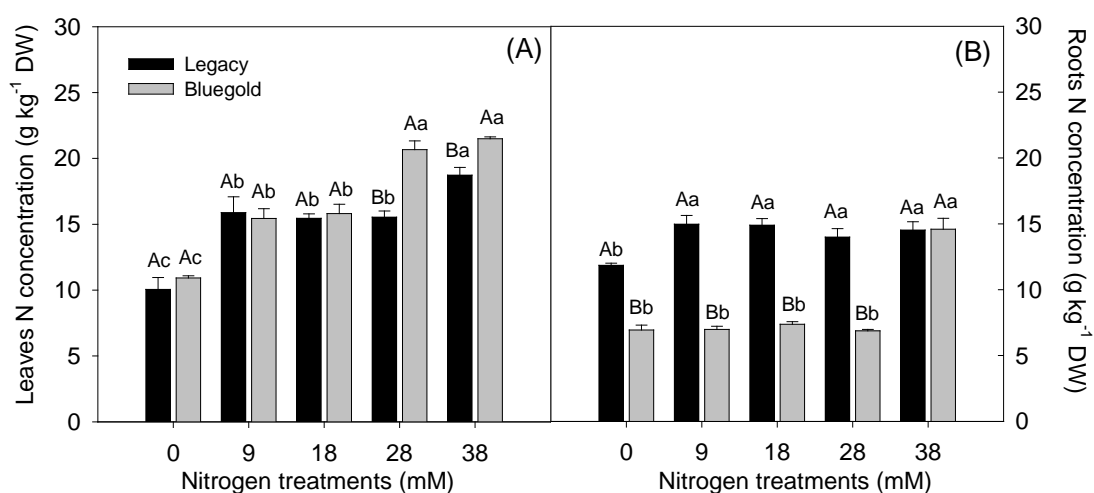 Leaves N concentration (g kg⁻¹ DW)
30
25
20
15
10
5
0
(A)
Legacy
Bluegold
Ac Ac Ab Ab Ab Ab Bb Aa Ba Aa
0 9 18 28 38
Nitrogen treatments (mM)
(B)
Ab Bb Aa Bb Aa Bb Aa Bb Aa Aa
0 9 18 28 38
Nitrogen treatments (mM)
30
25
20
15
10
5
0
Roots N concentration (g kg⁻¹ DW)